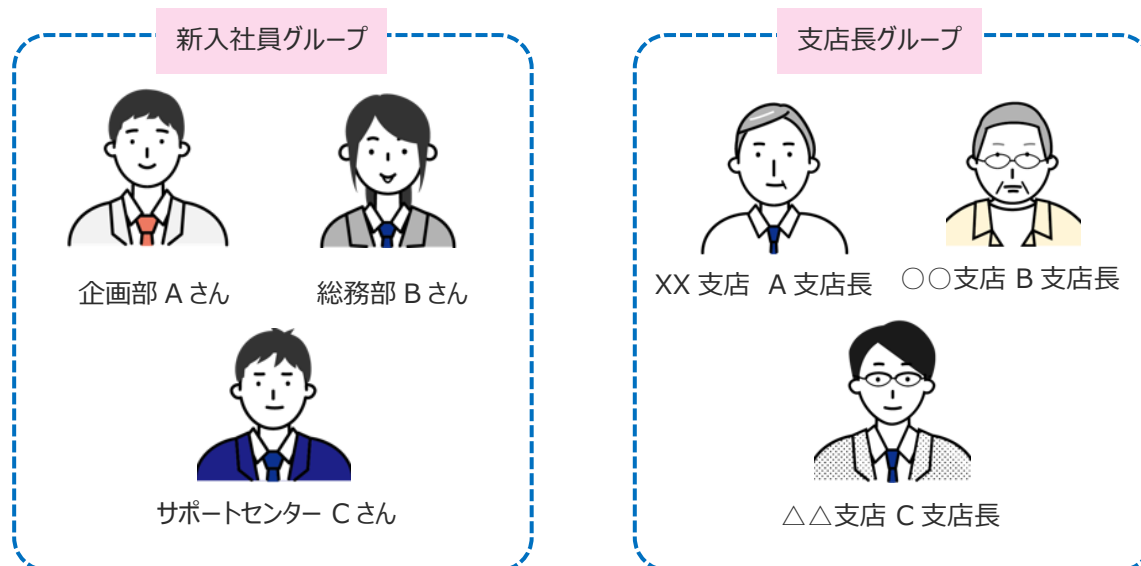 新入社員グループ
支店長グループ
企画部 A さん
総務部 B さん
XX 支店 A 支店長
○○支店 B 支店長
サポートセンター C さん
△△支店 C 支店長